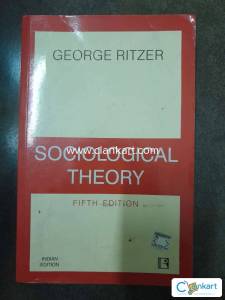 GEORGE RITZER
www.clankart.com
SOCIOLOGICAL
THEORY
FIFTH EDITION
INDIAN
EDITION
Clankart